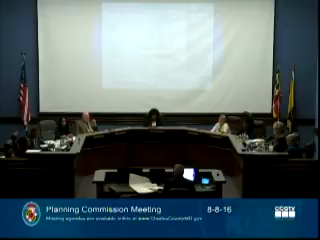 Planning Commission Meeting
8-8-16
CCGTV
Meeting agendas are available online at www.CharlesCountyMD.gov